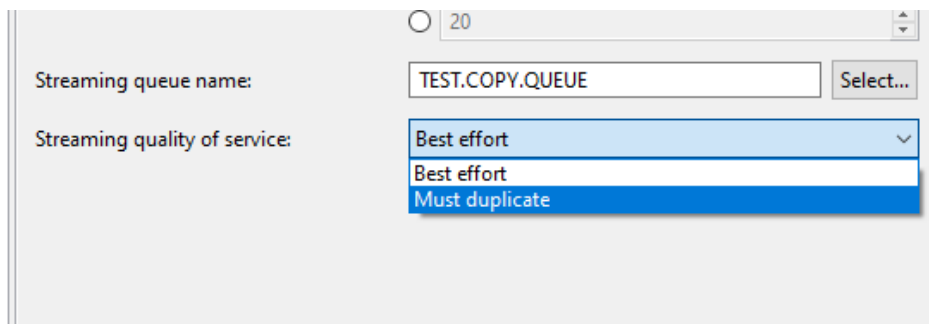 20
Streaming queue name: TEST.COPY.QUEUE Select...
Streaming quality of service: Best effort
Best effort
Must duplicate